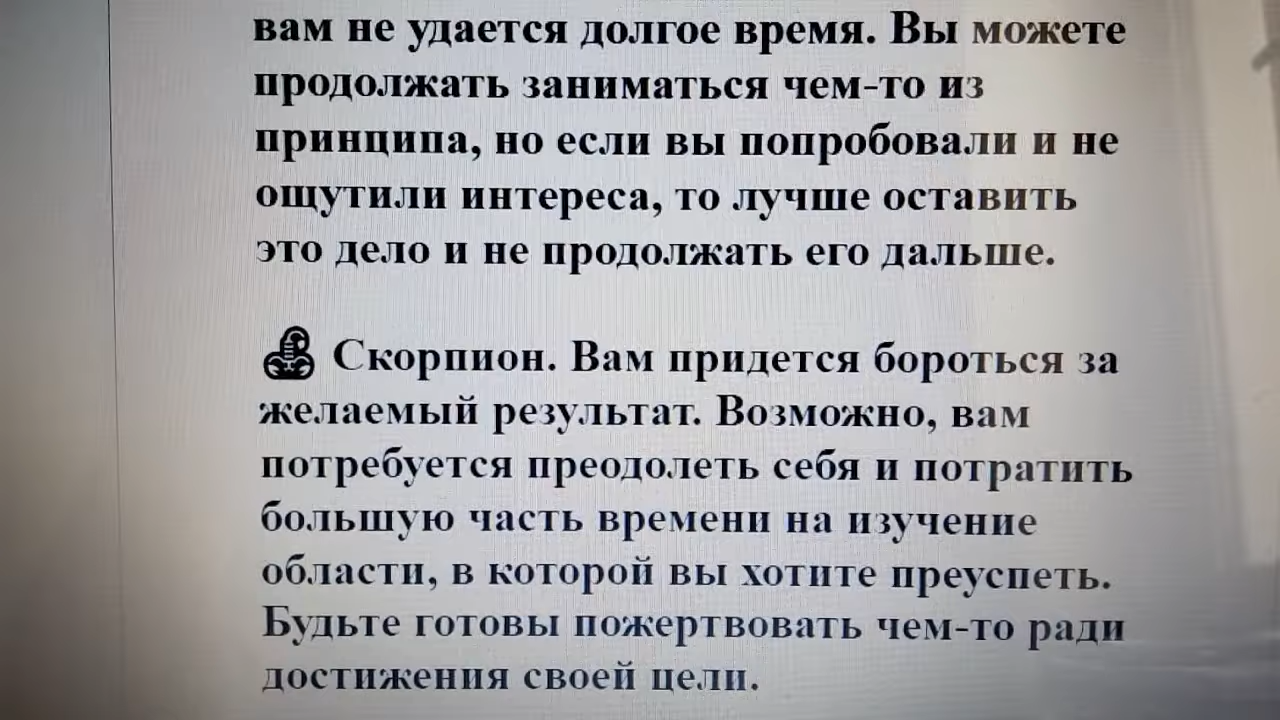 вам не удается долгое время. Вы можете
продолжать заниматься чем-то из
принципа, но если вы попробовали и не
ощутили интереса, то лучше оставить
это дело и не продолжать его дальше.
Скорпион. Вам придется бороться за
желаемый результат. Возможно, вам
потребуется преодолеть себя и потратить
большую часть времени на изучение
области, в которой вы хотите преуспеть.
Будьте готовы пожертвовать чем-то ради
достижения своей цели.